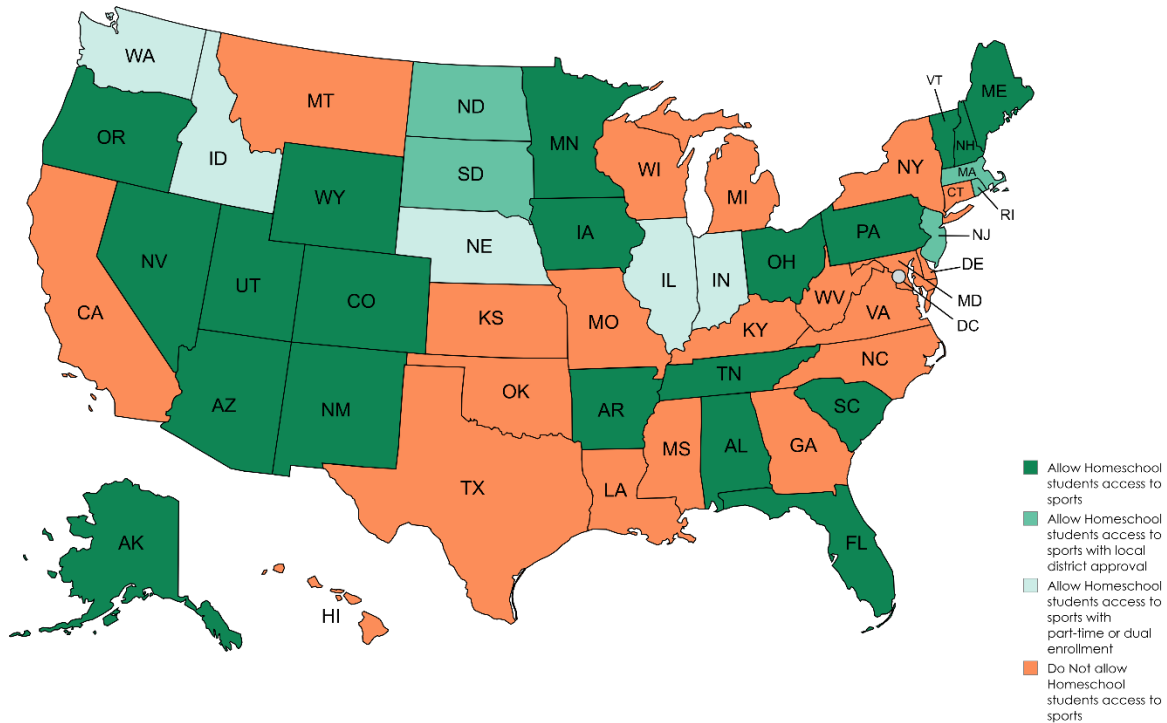 WA
MT
ND
VT
ME
OR
MN
ID
NH
SD
WI
NY
MA
WY
MI
CT
RI
IA
PA
NE
NJ
NV
OH
IL
IN
DE
UT
CO
WV
MD
CA
KS
MO
VA
DC
KY
NC
TN
OK
AZ
NM
AR
SC
MS
AL
GA
TX
LA
AK
FL
HI
Allow Homeschool
students access to
sports
Allow Homeschool
students access to
sports with local
district approval
Allow Homeschool
students access to
sports with
part-time or dual
enrollment
Do Not allow
Homeschool
students access to
sports